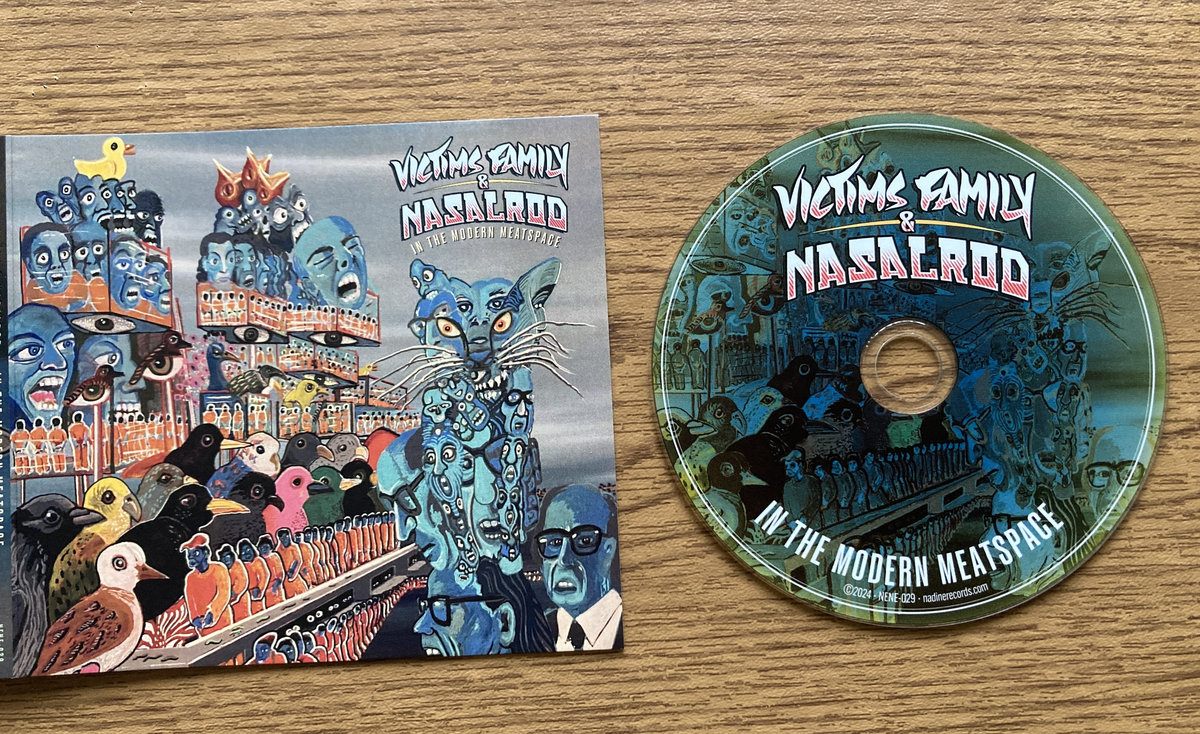 VICTIMS FAMILY
&
NASALROD
IN THE MODERN MEATSPACE
VICTIMS FAMILY
&
NASALROD
IN THE MODERN MEATSPACE
©2024 · NENE-029 · nadinerecords.com